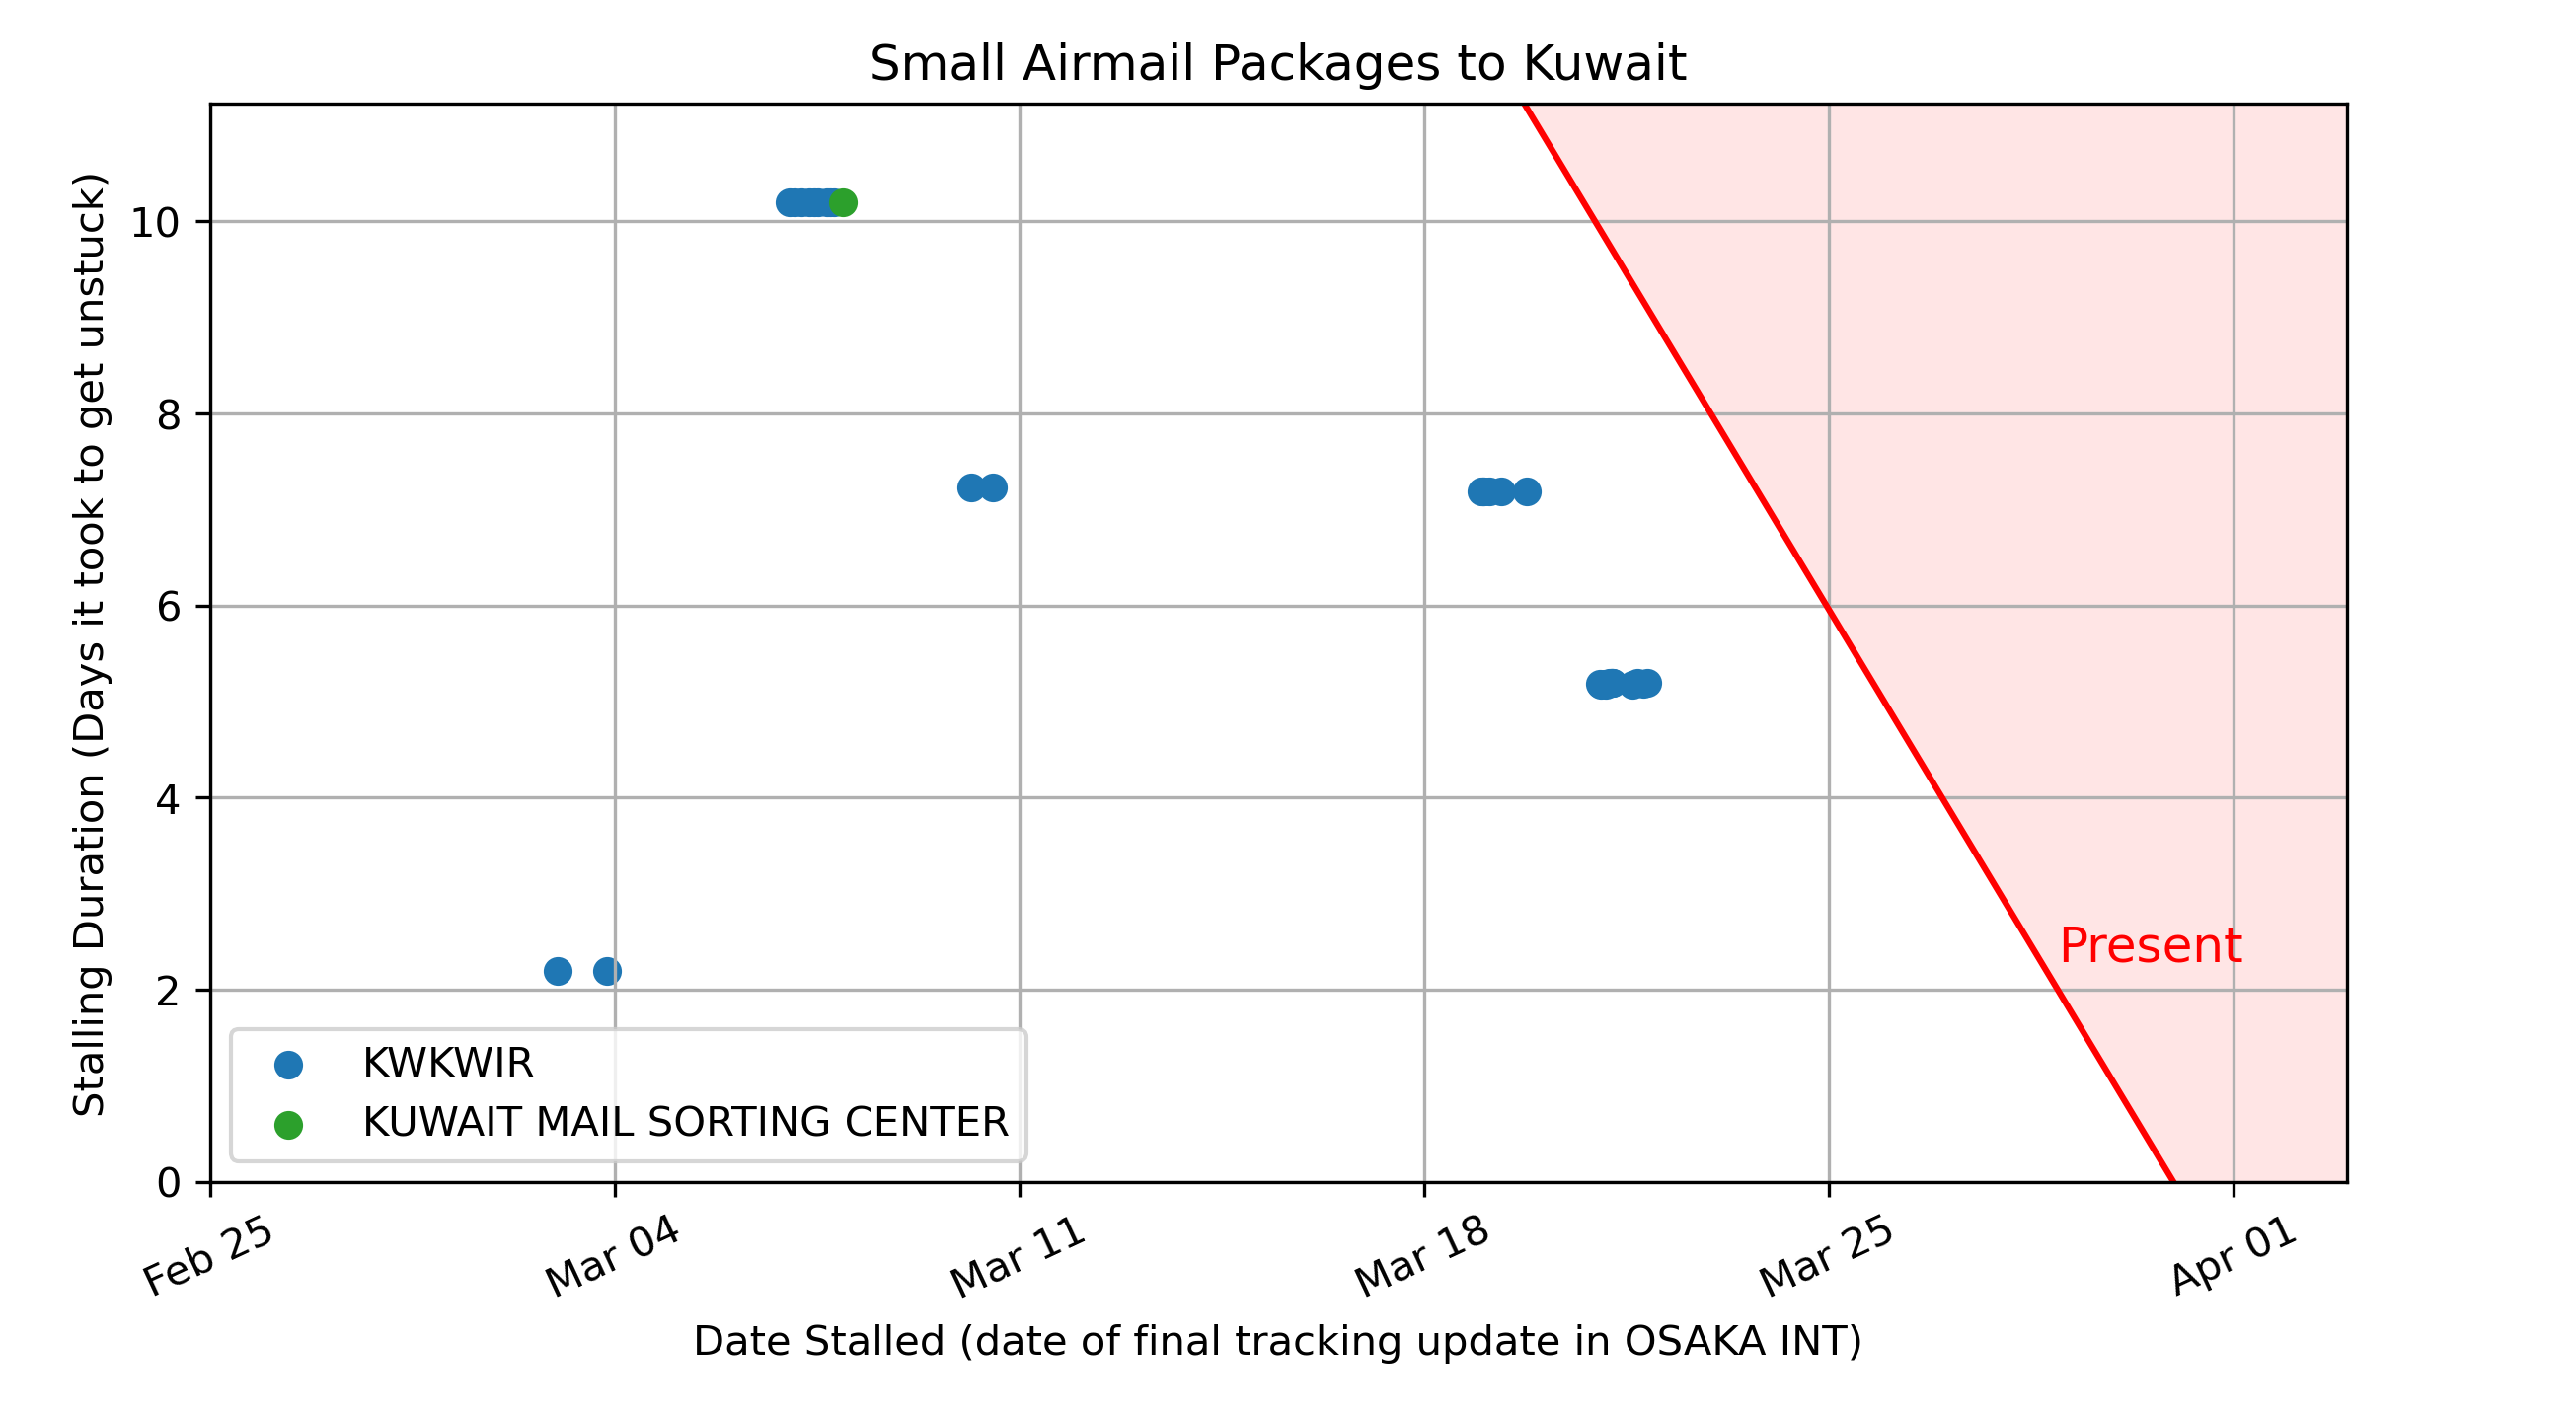 Small Airmail Packages to Kuwait
Stalling Duration (Days it took to get unstuck)
10
8
6
4
2
0
Present
KWKWIR
KUWAIT MAIL SORTING CENTER
Feb 25
Mar 04
Mar 11
Mar 18
Mar 25
Apr 01
Date Stalled (date of final tracking update in OSAKA INT)